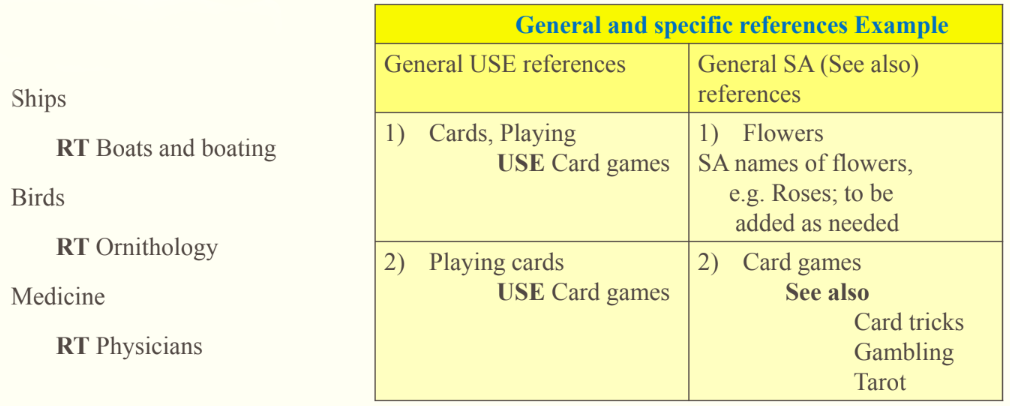 Ships
RT Boats and boating
Birds
RT Ornithology
Medicine
RT Physicians
General and specific references Example
General USE references
General SA (See also)
references
1) Cards, Playing
USE Card games
1) Flowers
SA names of flowers,
e.g. Roses; to be
added as needed
2) Playing cards
USE Card games
2) Card games
See also
Card tricks
Gambling
Tarot